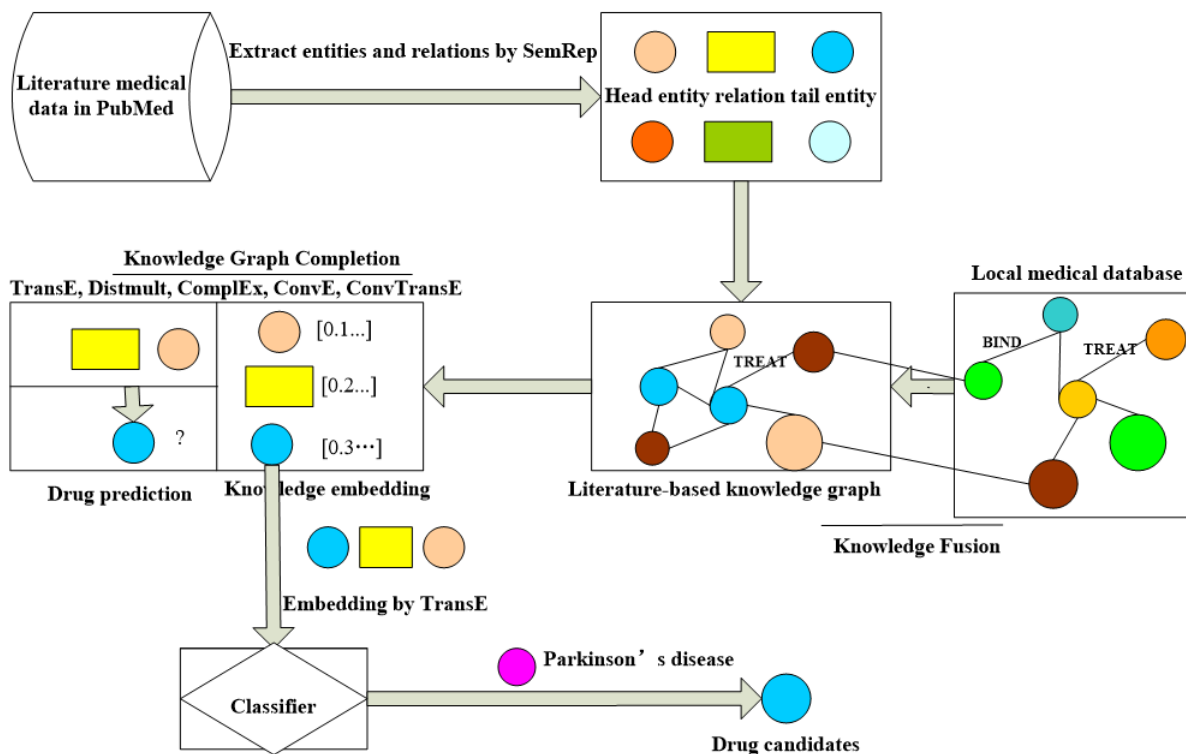 Extract entities and relations by SemRep
Literature medical
data in PubMed
Head entity relation tail entity
Knowledge Graph Completion
TransE, Distmult, ComplEx, ConvE, ConvTransE
Local medical database
[0.1...]
BIND
TREAT
TREAT
[0.2...]
?
[0.3···]
Drug prediction
Knowledge embedding
Literature-based knowledge graph
Knowledge Fusion
Embedding by TransE
Parkinson’s disease
Classifier
Drug candidates